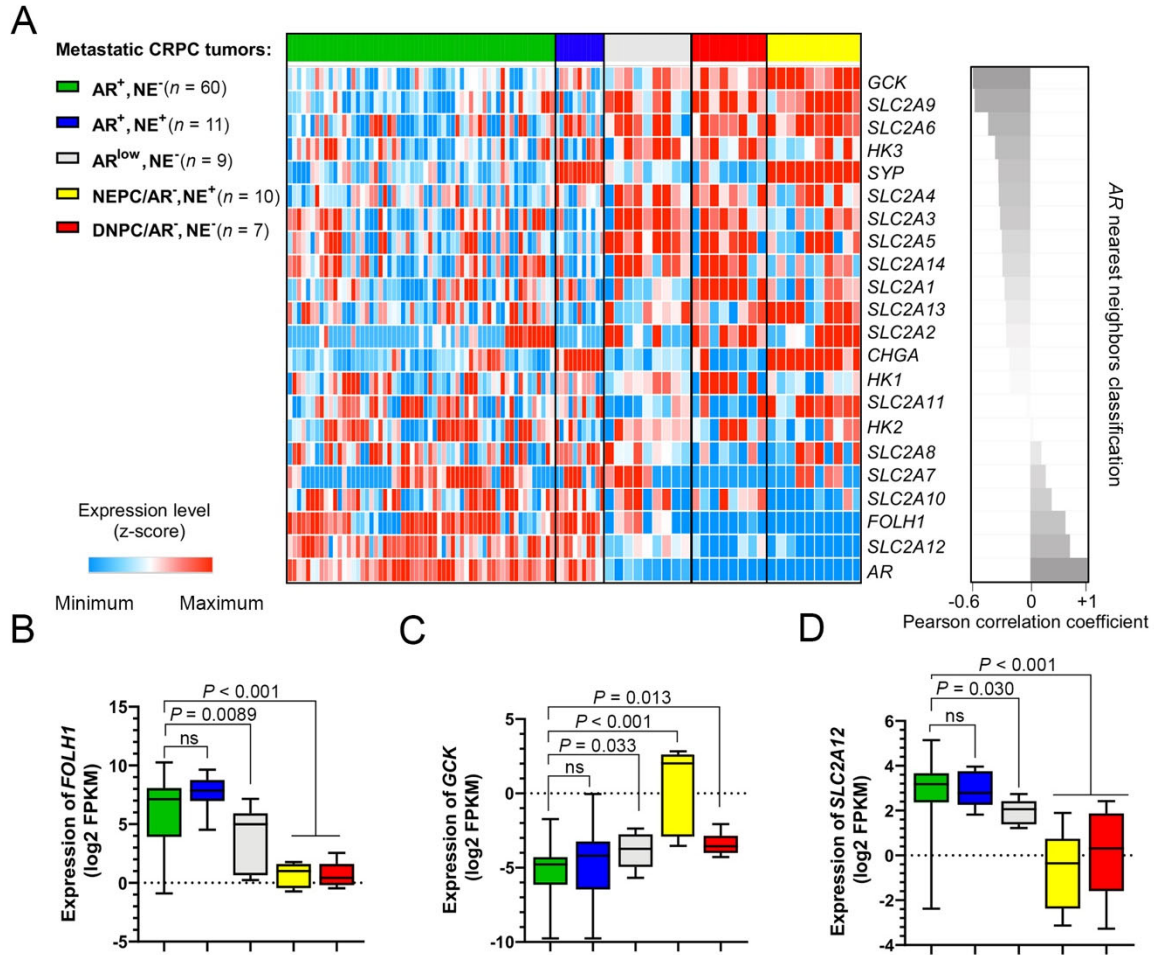 A
Metastatic CRPC tumors:
AR+, NE- (n = 60)
AR+, NE+ (n = 11)
ARlow, NE- (n = 9)
NEPC/AR-, NE+ (n = 10)
DNPC/AR-, NE- (n = 7)
Expression level
(z-score)
Minimum Maximum
GCK
SLC2A9
SLC2A6
HK3
SYP
SLC2A4
SLC2A3
SLC2A5
SLC2A14
SLC2A1
SLC2A13
SLC2A2
CHGA
HK1
SLC2A11
HK2
SLC2A8
SLC2A7
SLC2A10
FOLH1
SLC2A12
AR
AR nearest neighbors classification
-0.6 0 +1
Pearson correlation coefficient
B
Expression of FOLH1
(log2 FPKM)
15
10
5
0
-5
P < 0.001
P = 0.0089
ns
C
Expression of GCK
(log2 FPKM)
5
0
-5
-10
P = 0.013
P < 0.001
P = 0.033
ns
D
Expression of SLC2A12
(log2 FPKM)
6
4
2
0
-2
-4
P < 0.001
P = 0.030
ns